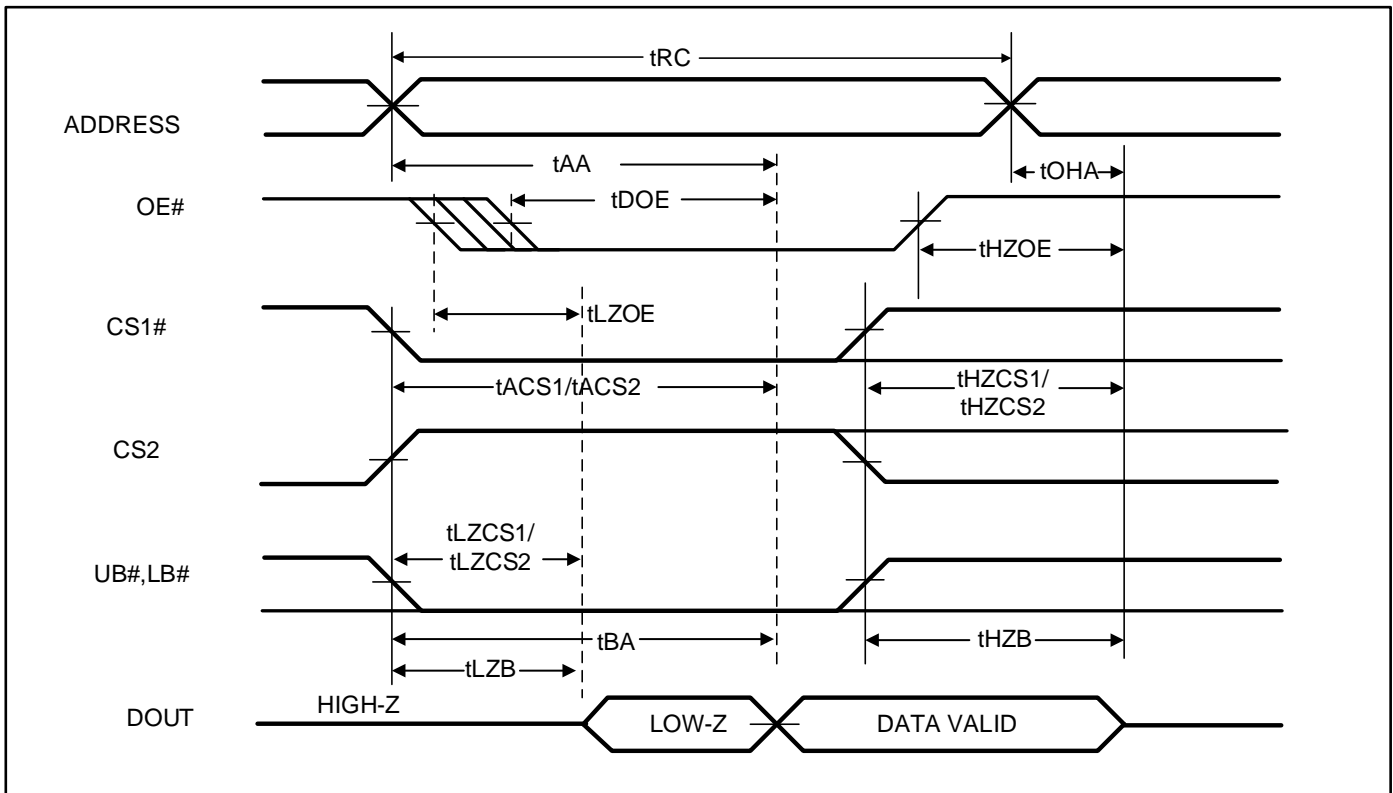 tRC
ADDRESS
tAA
tOHA
OE#
tDOE
tHZOE
CS1#
tLZOE
tACS1/tACS2
tHZCS1/
tHZCS2
CS2
tLZCS1/
tLZCS2
UB#,LB#
tBA
tHZB
tLZB
HIGH-Z
DOUT
LOW-Z
DATA VALID